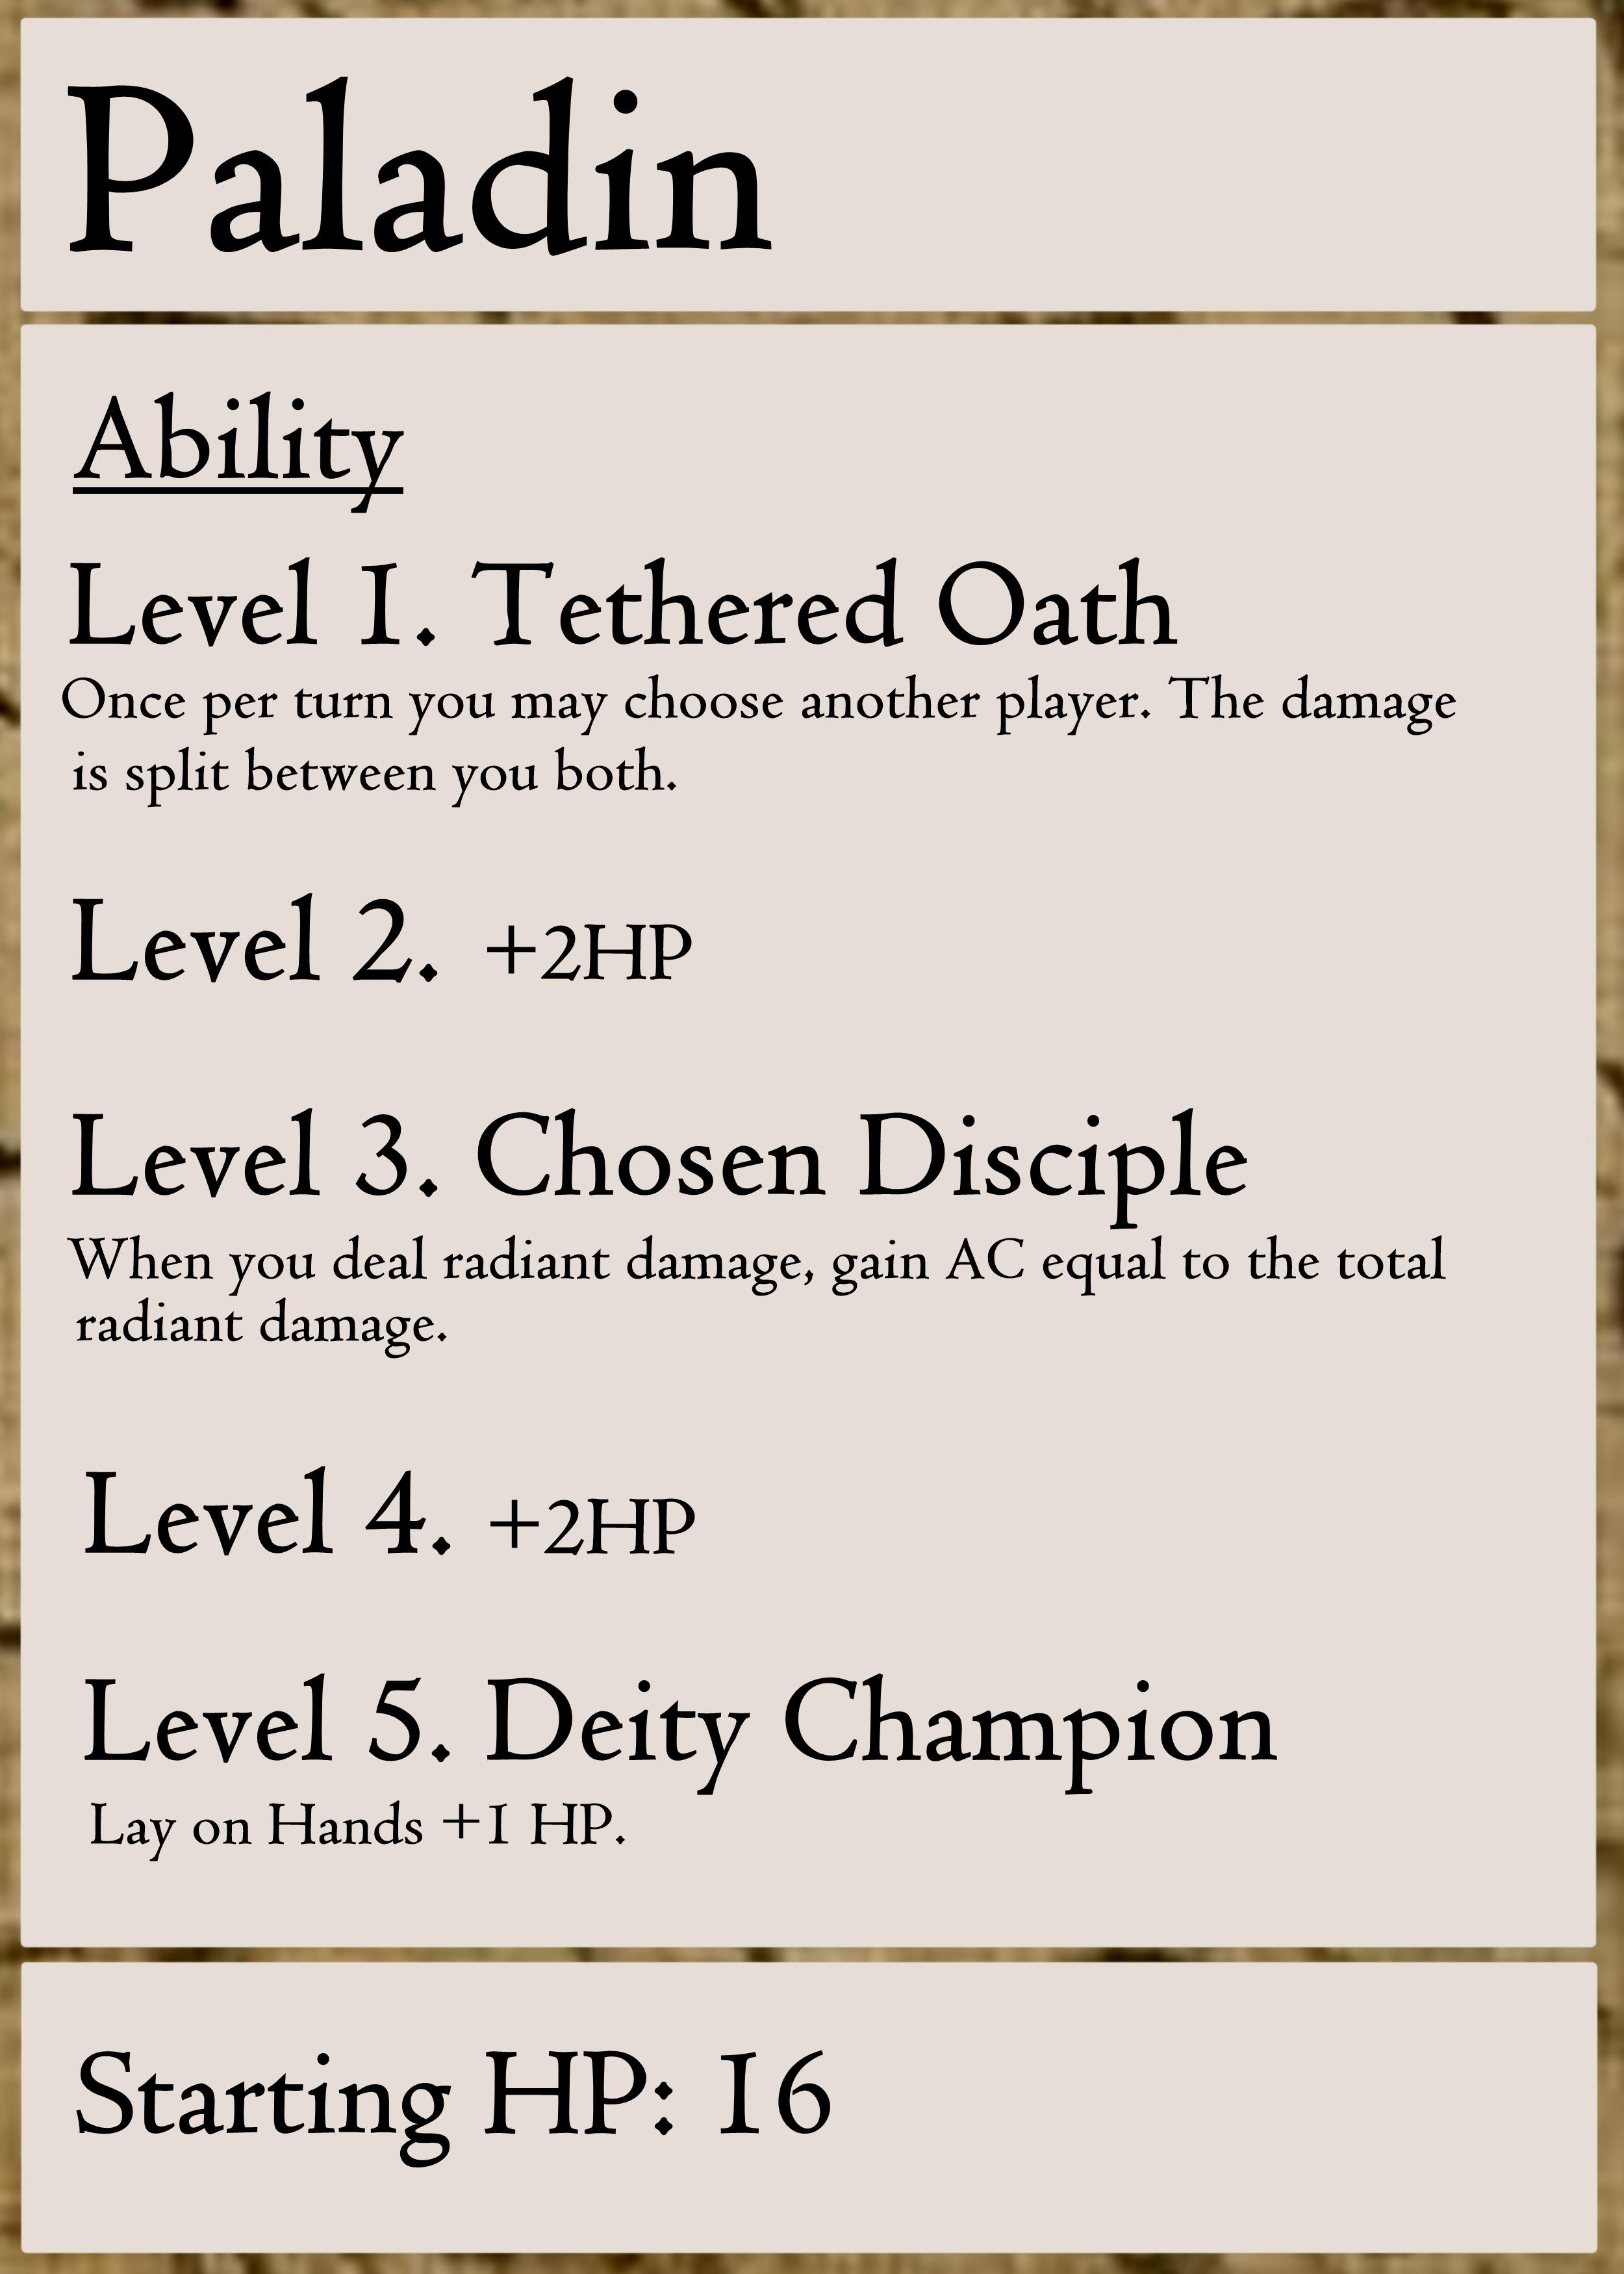 Paladin
Ability
Level 1. Tethered Oath
Once per turn you may choose another player. The damage
is split between you both.
Level 2. +2HP
Level 3. Chosen Disciple
When you deal radiant damage, gain AC equal to the total
radiant damage.
Level 4. +2HP
Level 5. Deity Champion
Lay on Hands +1 HP.
Starting HP: 16